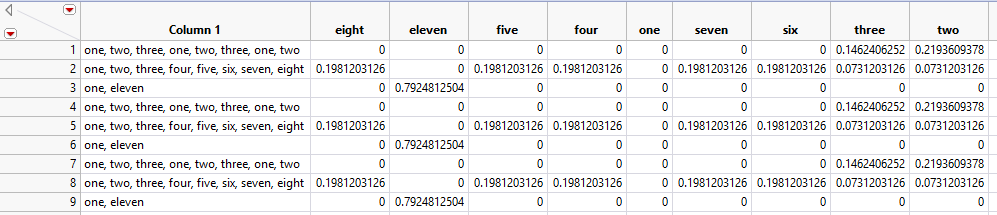 Column 1 eight eleven five four one seven six three two
1 one, two, three, one, two, three, one, two 0 0 0 0 0 0 0 0.1462406252 0.2193609378
2 one, two, three, four, five, six, seven, eight 0.1981203126 0 0.1981203126 0.1981203126 0 0.1981203126 0.1981203126 0.0731203126 0.0731203126
3 one, eleven 0 0.7924812504 0 0 0 0 0 0 0
4 one, two, three, one, two, three, one, two 0 0 0 0 0 0 0 0.1462406252 0.2193609378
5 one, two, three, four, five, six, seven, eight 0.1981203126 0 0.1981203126 0.1981203126 0 0.1981203126 0.1981203126 0.0731203126 0.0731203126
6 one, eleven 0 0.7924812504 0 0 0 0 0 0 0
7 one, two, three, one, two, three, one, two 0 0 0 0 0 0 0 0.1462406252 0.2193609378
8 one, two, three, four, five, six, seven, eight 0.1981203126 0 0.1981203126 0.1981203126 0 0.1981203126 0.1981203126 0.0731203126 0.0731203126
9 one, eleven 0 0.7924812504 0 0 0 0 0 0 0